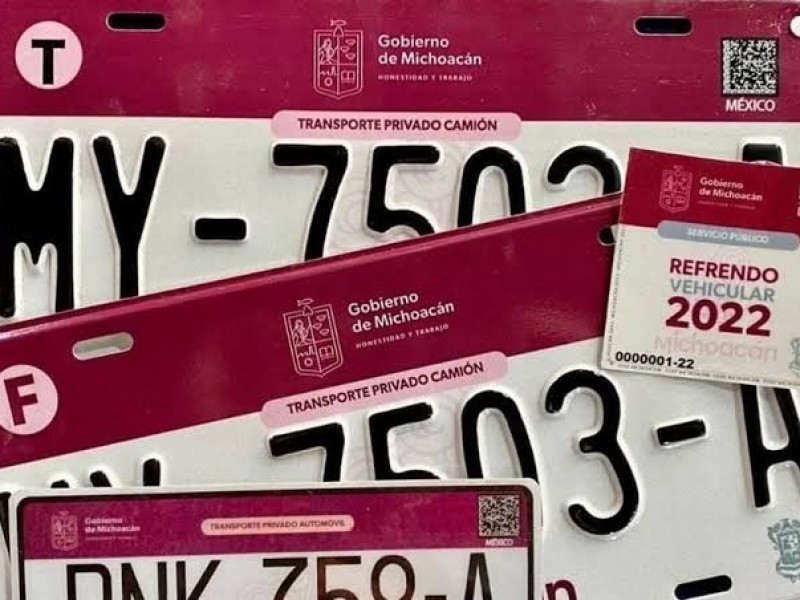 T
Gobierno
de Michoacán
HONESTIDAD Y TRABAJO
MÉXICO
TRANSPORTE PRIVADO CAMIÓN
MY-7503
Gobierno
de Michoacán
SERVICIO PÚBLICO
REFRENDO
VEHICULAR
2022
Michoacán
0000001-22
F
Gobierno
de Michoacán
HONESTIDAD Y TRABAJO
TRANSPORTE PRIVADO CAMIÓN
MY-7503-A
Gobierno
de Michoacán
TRANSPORTE PRIVADO AUTOMÓVIL
MÉXICO
PNK-758-A